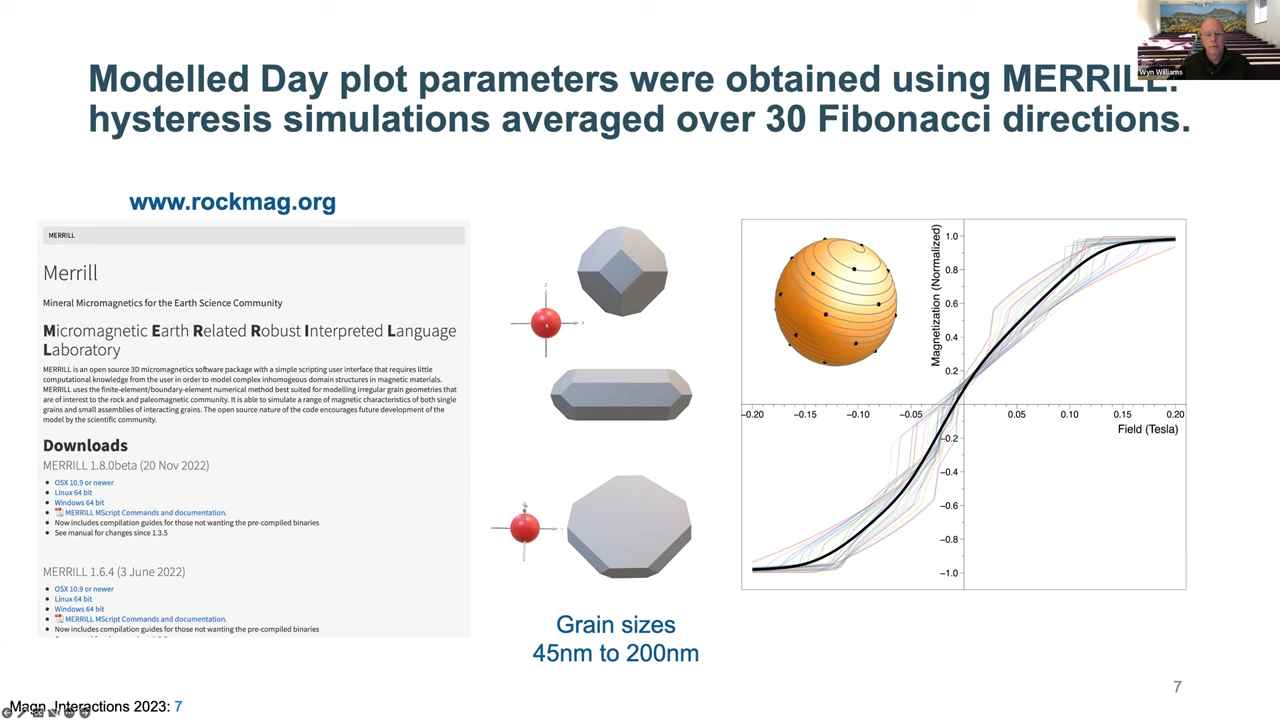 Wyn Williams
Modelled Day plot parameters were obtained using MERRILL:
hysteresis simulations averaged over 30 Fibonacci directions.
www.rockmag.org
MERRILL
Merrill
Mineral Micromagnetics for the Earth Science Community
Micromagnetic Earth Related Robust Interpreted Language
Laboratory
MERRILL is an open source 3D micromagnetics software package with a simple scripting user interface that requires little
computational knowledge from the user in order to model complex inhomogeous domain structures in magnetic materials.
MERRILL uses the finite-element/boundary-element numerical method best suited for modelling irregular grain geometries that
are of interest to the rock and paleomagnetic community. It is able to simulate a range of magnetic characteristics of both single
grains and small assemblies of interacting grains. The open source nature of the code encourages future development of the
model by the scientific community.
Downloads
MERRILL 1.8.0beta (20 Nov 2022)
OSX 10.9 or newer
Linux 64 bit
Windows 64 bit
MERRILL MScript Commands and documentation.
Now includes compilation guides for those not wanting the pre-compiled binaries
See manual for changes since 1.3.5
MERRILL 1.6.4 (3 June 2022)
OSX 10.9 or newer
Linux 64 bit
Windows 64 bit
MERRILL MScript Commands and documentation.
Now includes compilation guides for those not wanting the pre-compiled binaries
z
x
Grain sizes
45nm to 200nm
Magnetization (Normalized)
1.0
0.8
0.6
0.4
0.2
-0.20 -0.15 -0.10 -0.05 0.05 0.10 0.15 0.20
Field (Tesla)
-0.2
-0.4
-0.6
-0.8
-1.0
7
Magn. Interactions 2023: 7